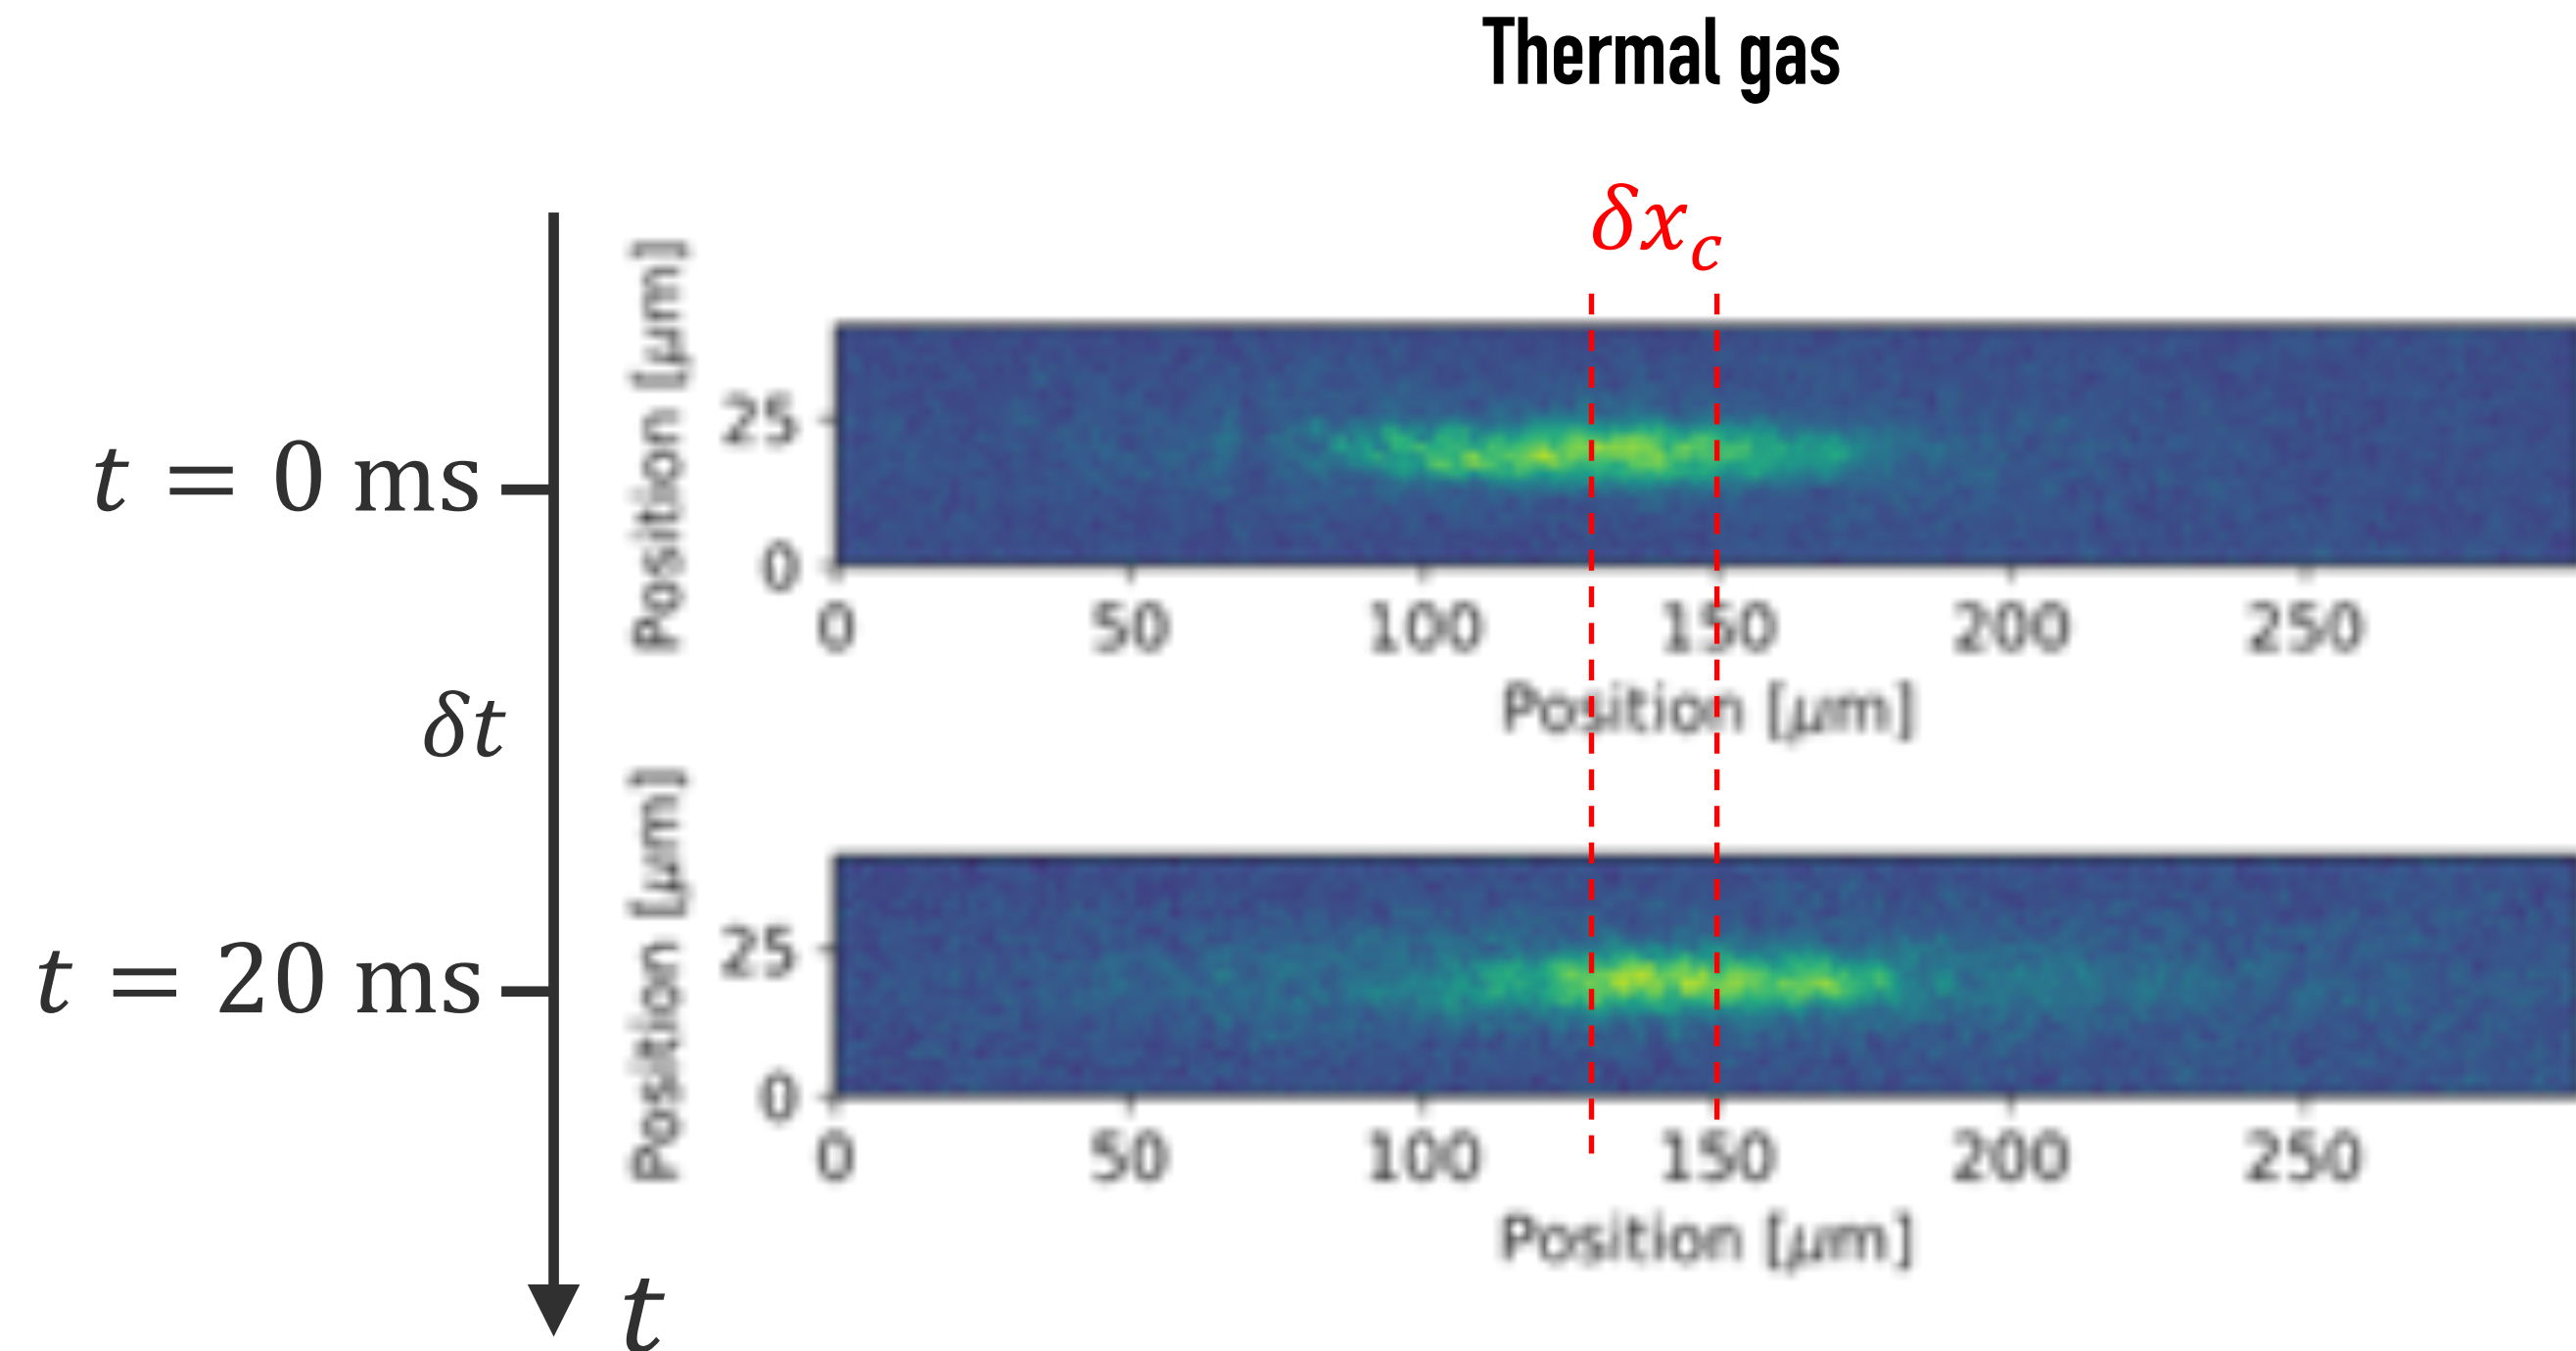 Thermal gas
δx_c
Position [μm]
25
0
0 50 100 150 200 250
Position [μm]
t = 0 ms
δt
Position [μm]
25
0
0 50 100 150 200 250
Position [μm]
t = 20 ms
t